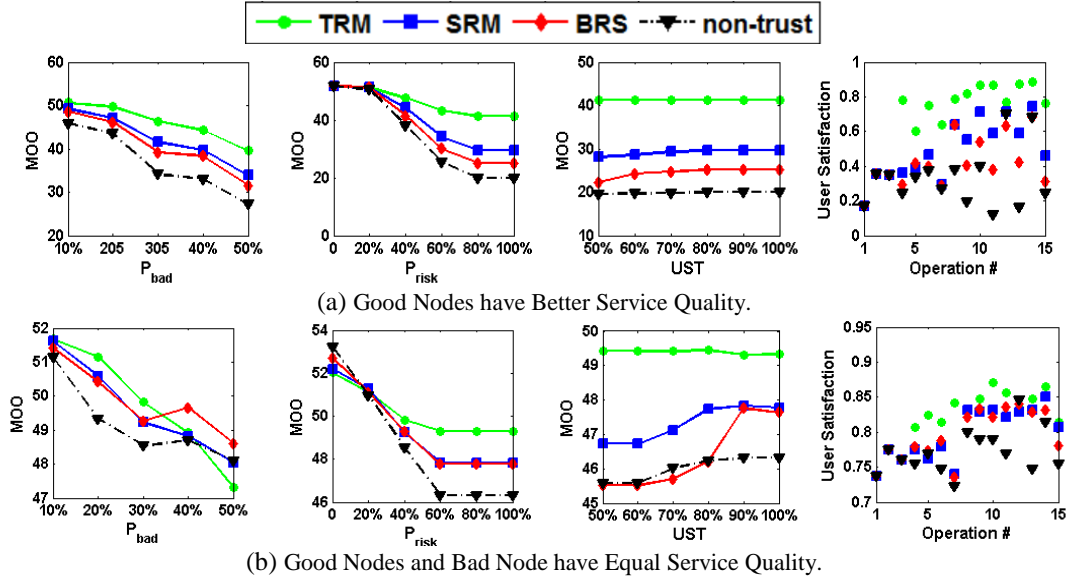 TRM SRM BRS non-trust
MOO
60
50
40
30
20
10% 205 305 40% 50%
P_bad
MOO
60
40
20
0
0 20% 40% 60% 80% 100%
P_risk
MOO
50
40
30
20
10
50% 60% 70% 80% 90% 100%
UST
User Satisfaction
1
0.8
0.6
0.4
0.2
0
1 5 10 15
Operation #
(a) Good Nodes have Better Service Quality.
MOO
52
51
50
49
48
47
10% 20% 30% 40% 50%
P_bad
MOO
54
52
50
48
46
0 20% 40% 60% 80% 100%
P_risk
MOO
50
49
48
47
46
45
50% 60% 70% 80% 90% 100%
UST
User Satisfaction
0.95
0.9
0.85
0.8
0.75
0.7
1 5 10 15
Operation #
(b) Good Nodes and Bad Node have Equal Service Quality.